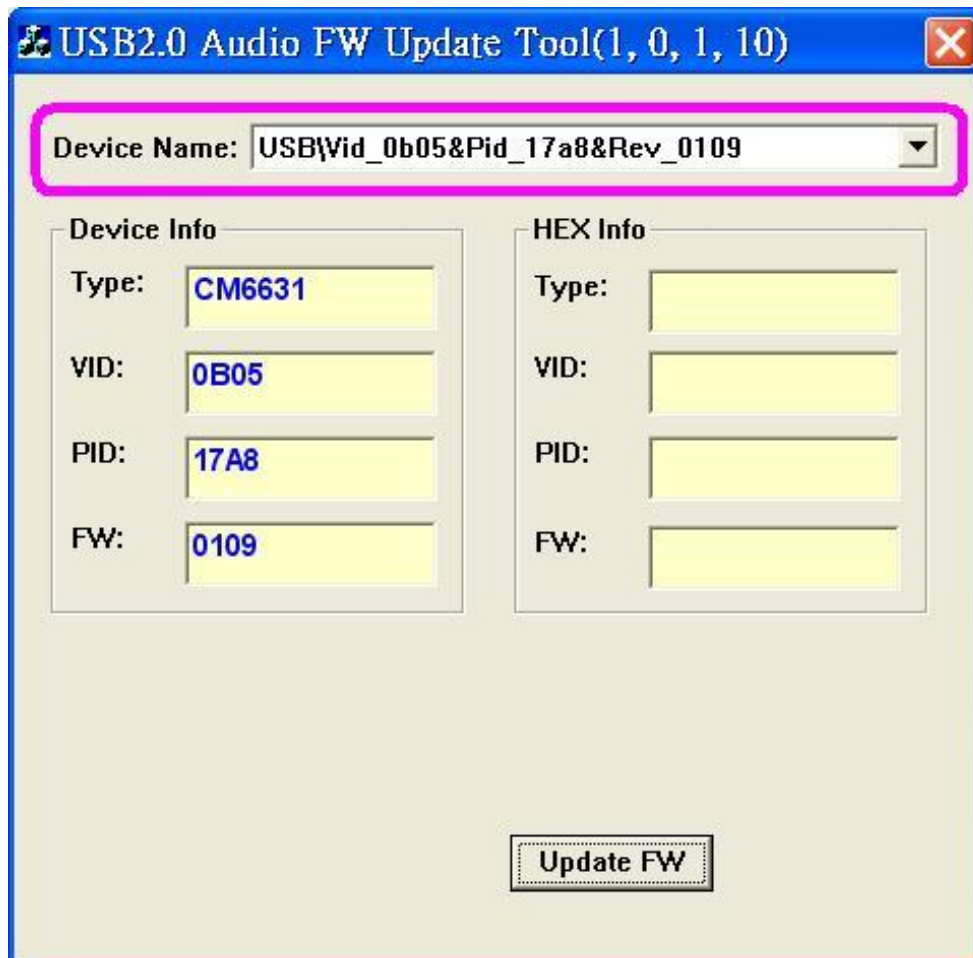 USB2.0 Audio FW Update Tool(1, 0, 1, 10)
Device Name: USB\Vid_0b05&Pid_17a8&Rev_0109
Device Info
Type: CM6631
VID: 0B05
PID: 17A8
FW: 0109
HEX Info
Type:
VID:
PID:
FW:
Update FW